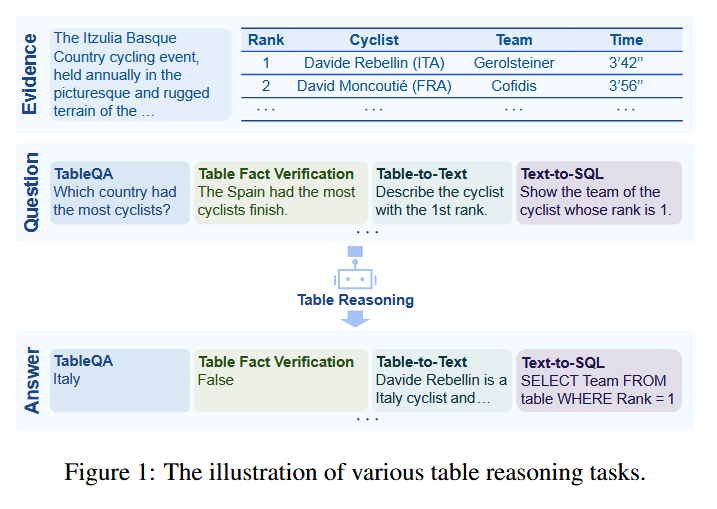 Evidence
The Itzulia Basque
Country cycling event,
held annually in the
picturesque and rugged
terrain of the …
Rank Cyclist Team Time
1 Davide Rebellin (ITA) Gerolsteiner 3’42’’
2 David Moncoutié (FRA) Cofidis 3’56’’
... ... ... ...
Question
TableQA
Which country had
the most cyclists?
Table Fact Verification
The Spain had the most
cyclists finish.
Table-to-Text
Describe the cyclist
with the 1st rank.
Text-to-SQL
Show the team of the
cyclist whose rank is 1.
...
Table Reasoning
Answer
TableQA
Italy
Table Fact Verification
False
Table-to-Text
Davide Rebellin is a
Italy cyclist and…
Text-to-SQL
SELECT Team FROM
table WHERE Rank = 1
...
Figure 1: The illustration of various table reasoning tasks.